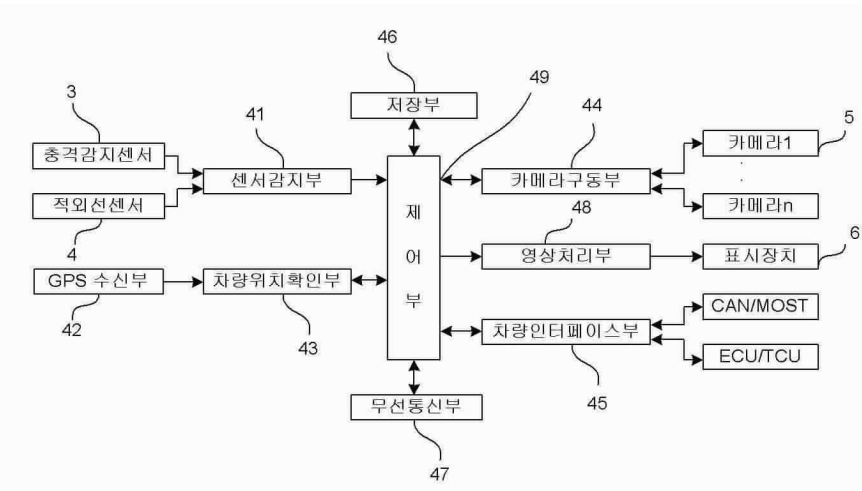 46
저장부
49
3
충격감지센서
41
센서감지부
44
카메라구동부
5
카메라1
적외선센서
4
제
어
부
카메라n
48
영상처리부
6
표시장치
GPS 수신부
42
차량위치확인부
43
차량인터페이스부
45
CAN/MOST
ECU/TCU
무선통신부
47